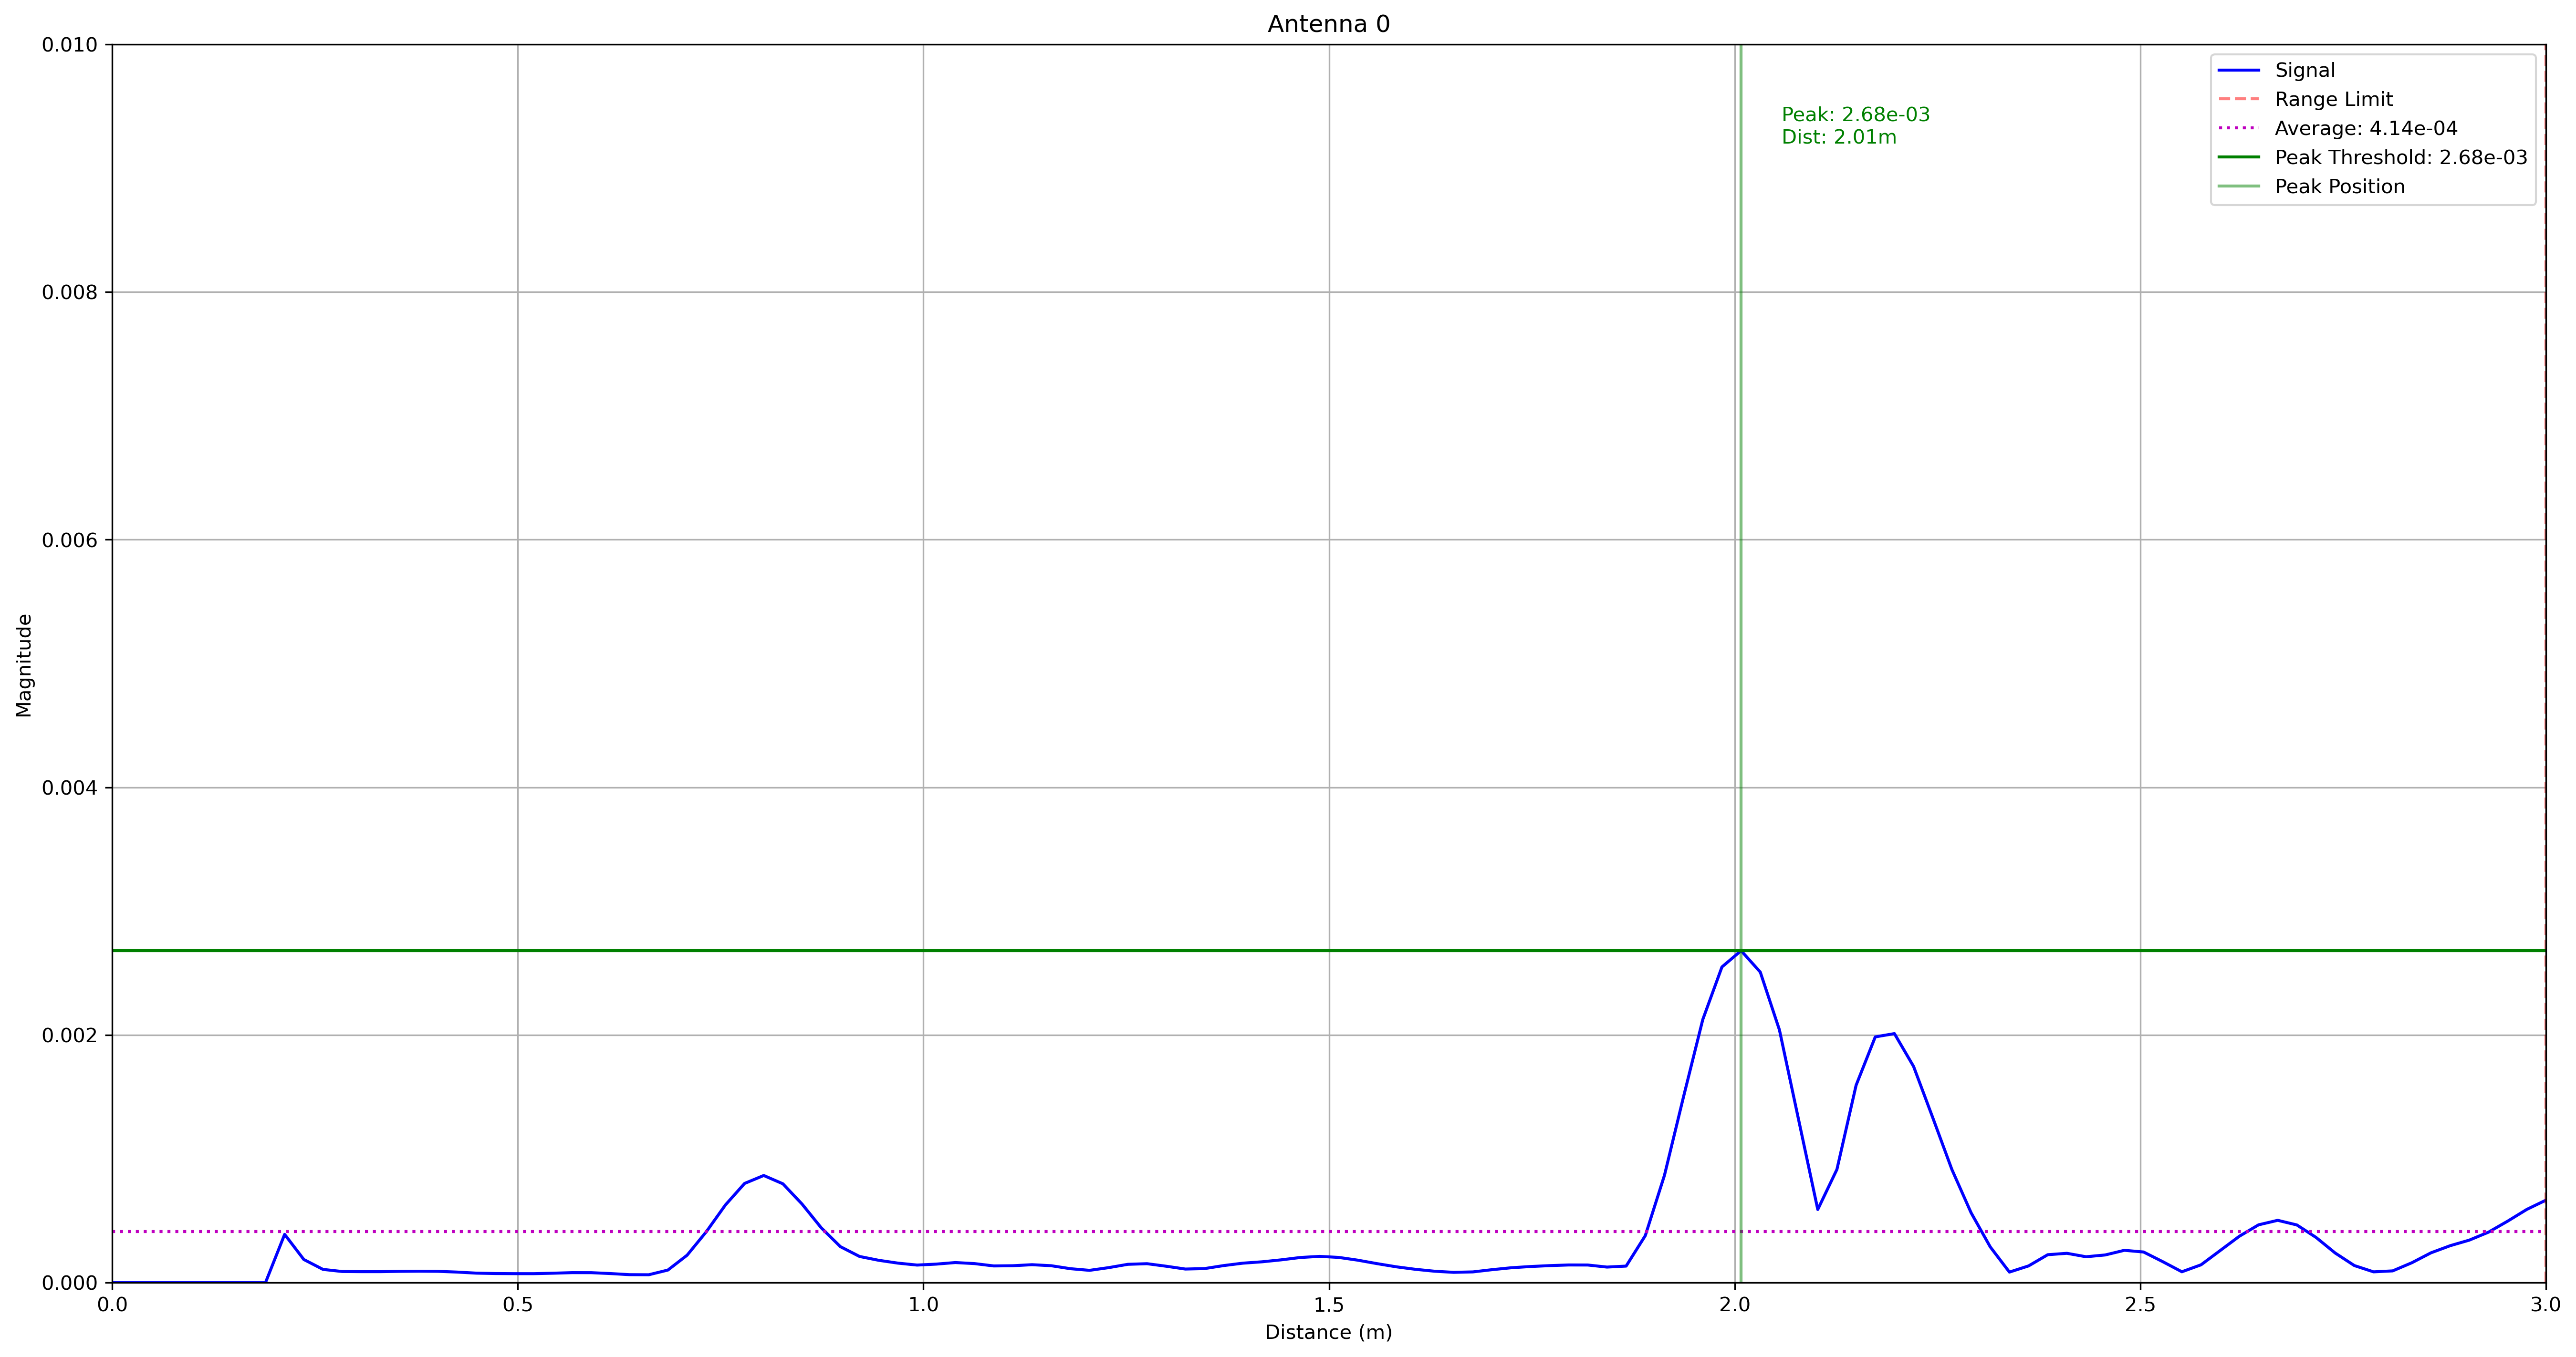 Antenna 0
0.010
0.008
0.006
0.004
0.002
0.000
Magnitude
Peak: 2.68e-03
Dist: 2.01m
Signal
Range Limit
Average: 4.14e-04
Peak Threshold: 2.68e-03
Peak Position
0.0 0.5 1.0 1.5 2.0 2.5 3.0
Distance (m)